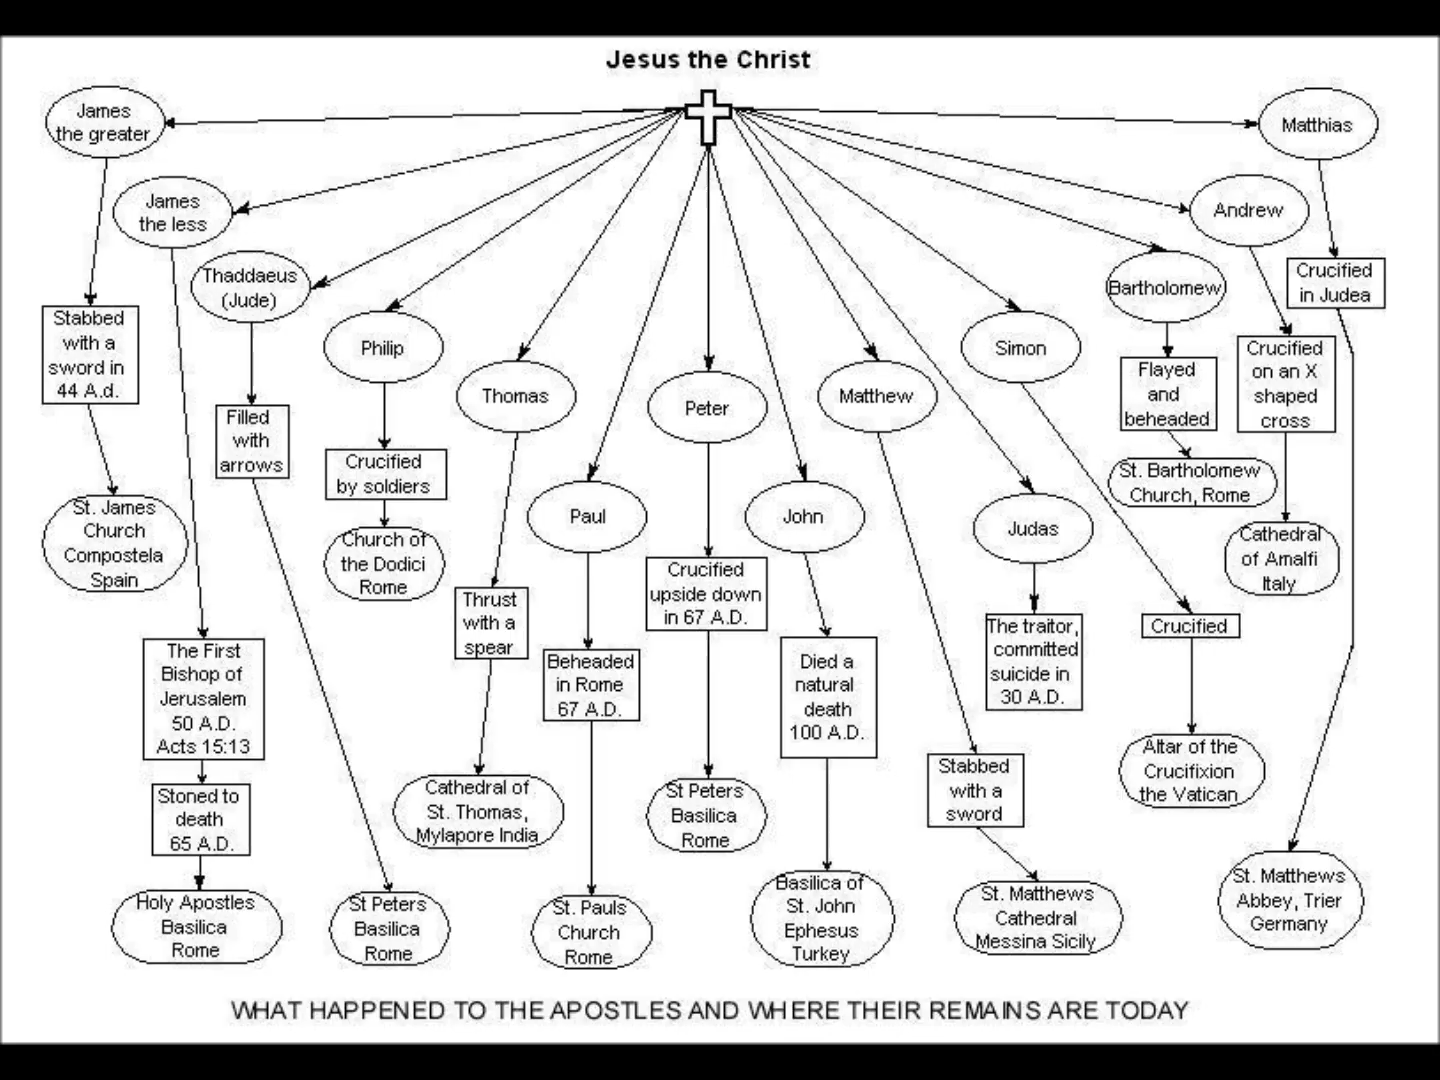 Jesus the Christ
James
the greater
Stabbed
with a
sword in
44 A.d.
St. James
Church
Compostela
Spain
James
the less
The First
Bishop of
Jerusalem
50 A.D.
Acts 15:13
Stoned to
death
65 A.D.
Holy Apostles
Basilica
Rome
Thaddaeus
(Jude)
Filled
with
arrows
St Peters
Basilica
Rome
Philip
Crucified
by soldiers
Church of
the Dodici
Rome
Thomas
Thrust
with a
spear
Cathedral of
St. Thomas,
Mylapore India
Paul
Beheaded
in Rome
67 A.D.
St. Pauls
Church
Rome
Peter
Crucified
upside down
in 67 A.D.
St Peters
Basilica
Rome
John
Died a
natural
death
100 A.D.
Basilica of
St. John
Ephesus
Turkey
Matthew
Stabbed
with a
sword
St. Matthews
Cathedral
Messina Sicily
Judas
The traitor,
committed
suicide in
30 A.D.
Simon
Crucified
Altar of the
Crucifixion
the Vatican
Bartholomew
Flayed
and
beheaded
St. Bartholomew
Church, Rome
Andrew
Crucified
on an X
shaped
cross
Cathedral
of Amalfi
Italy
Matthias
Crucified
in Judea
St. Matthews
Abbey, Trier
Germany
WHAT HAPPENED TO THE APOSTLES AND WHERE THEIR REMAINS ARE TODAY